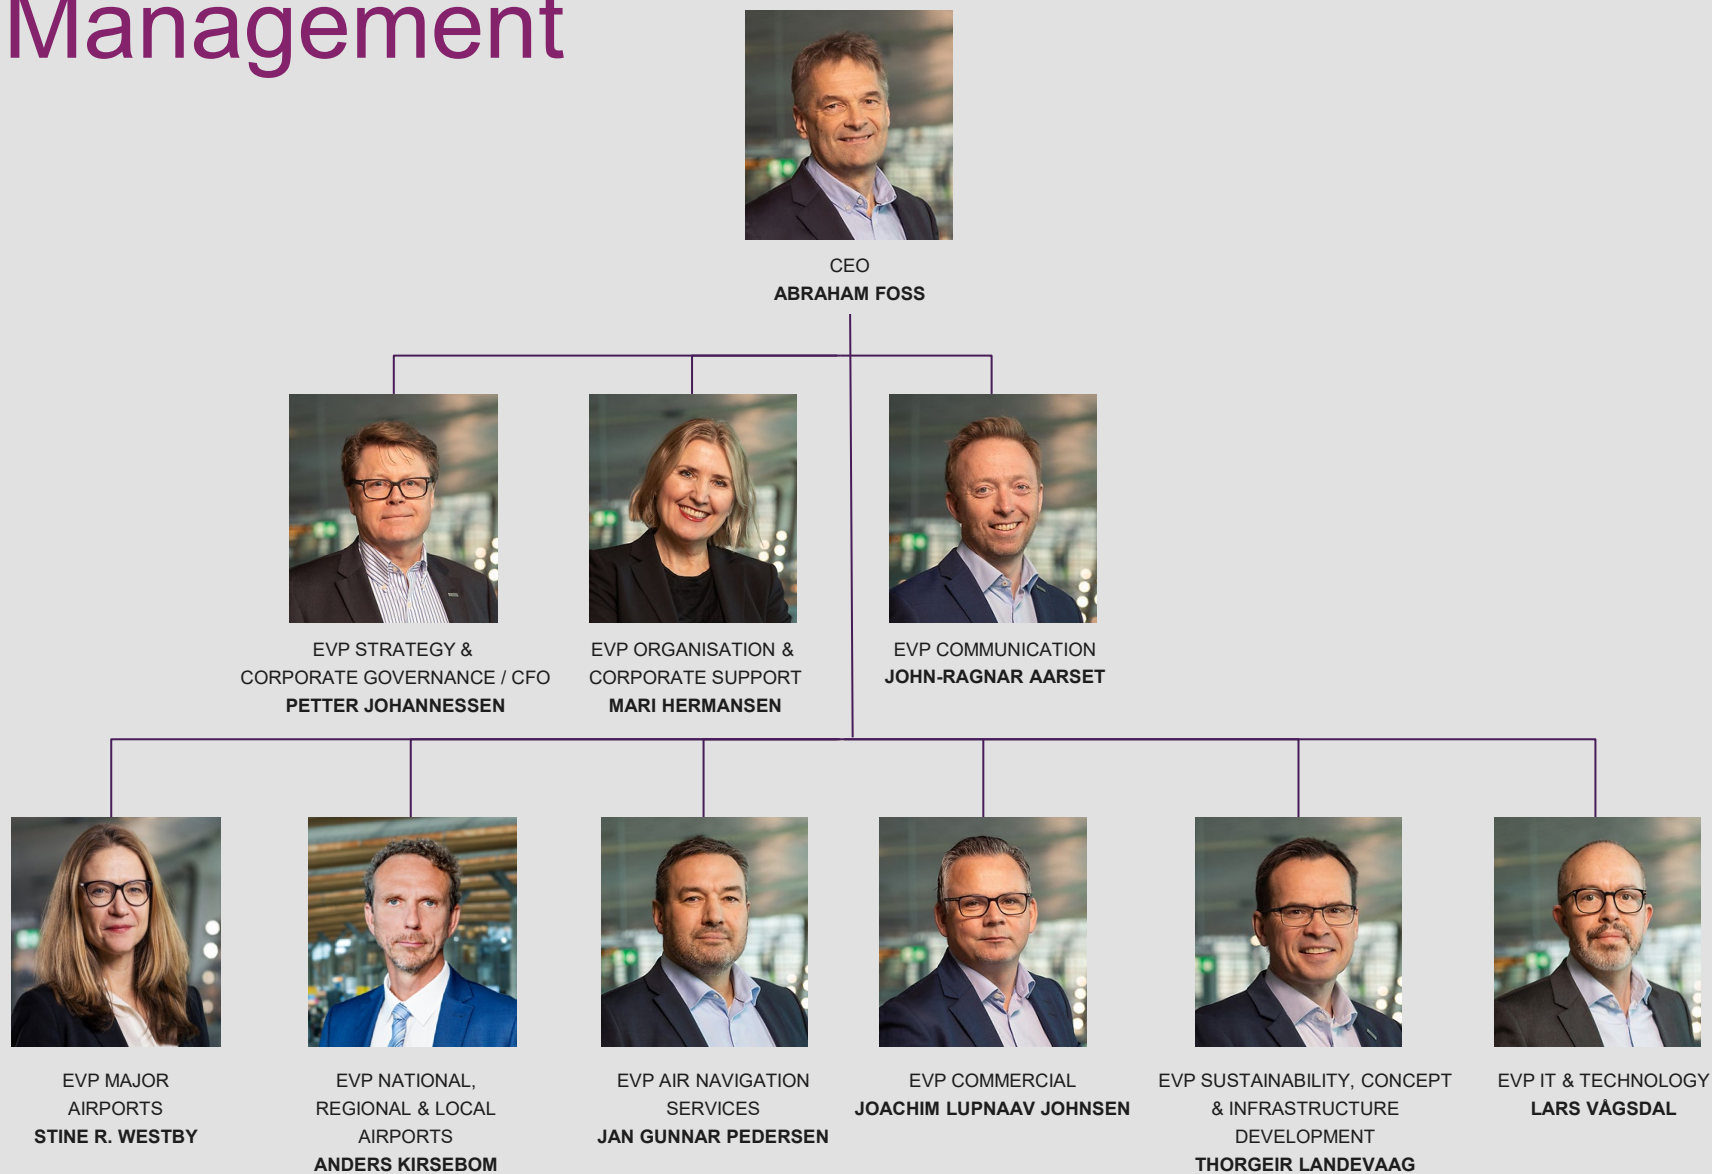 Management
CEO
ABRAHAM FOSS
EVP STRATEGY &
CORPORATE GOVERNANCE / CFO
PETTER JOHANNESSEN
EVP ORGANISATION &
CORPORATE SUPPORT
MARI HERMANSEN
EVP COMMUNICATION
JOHN-RAGNAR AARSET
EVP MAJOR
AIRPORTS
STINE R. WESTBY
EVP NATIONAL,
REGIONAL & LOCAL
AIRPORTS
ANDERS KIRSEBOM
EVP AIR NAVIGATION
SERVICES
JAN GUNNAR PEDERSEN
EVP COMMERCIAL
JOACHIM LUPNAAV JOHNSEN
EVP SUSTAINABILITY, CONCEPT
& INFRASTRUCTURE
DEVELOPMENT
THORGEIR LANDEVAAG
EVP IT & TECHNOLOGY
LARS VÅGSDAL